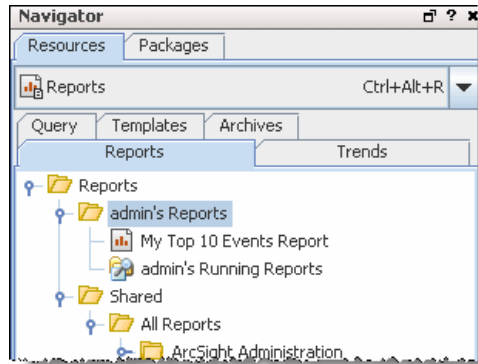 Navigator ?
Resources Packages
Reports Ctrl+Alt+R
Query Templates Archives
Reports Trends
Reports
admin's Reports
My Top 10 Events Report
admin's Running Reports
Shared
All Reports
ArcSight Administration